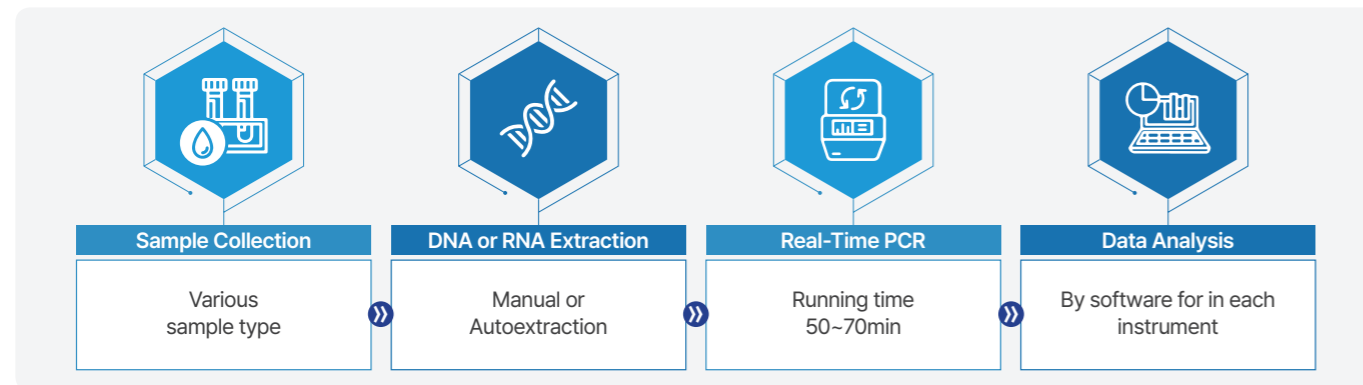 Sample Collection
Various
sample type
DNA or RNA Extraction
Manual or
Autoextraction
Real-Time PCR
Running time
50~70min
Data Analysis
By software for in each
instrument